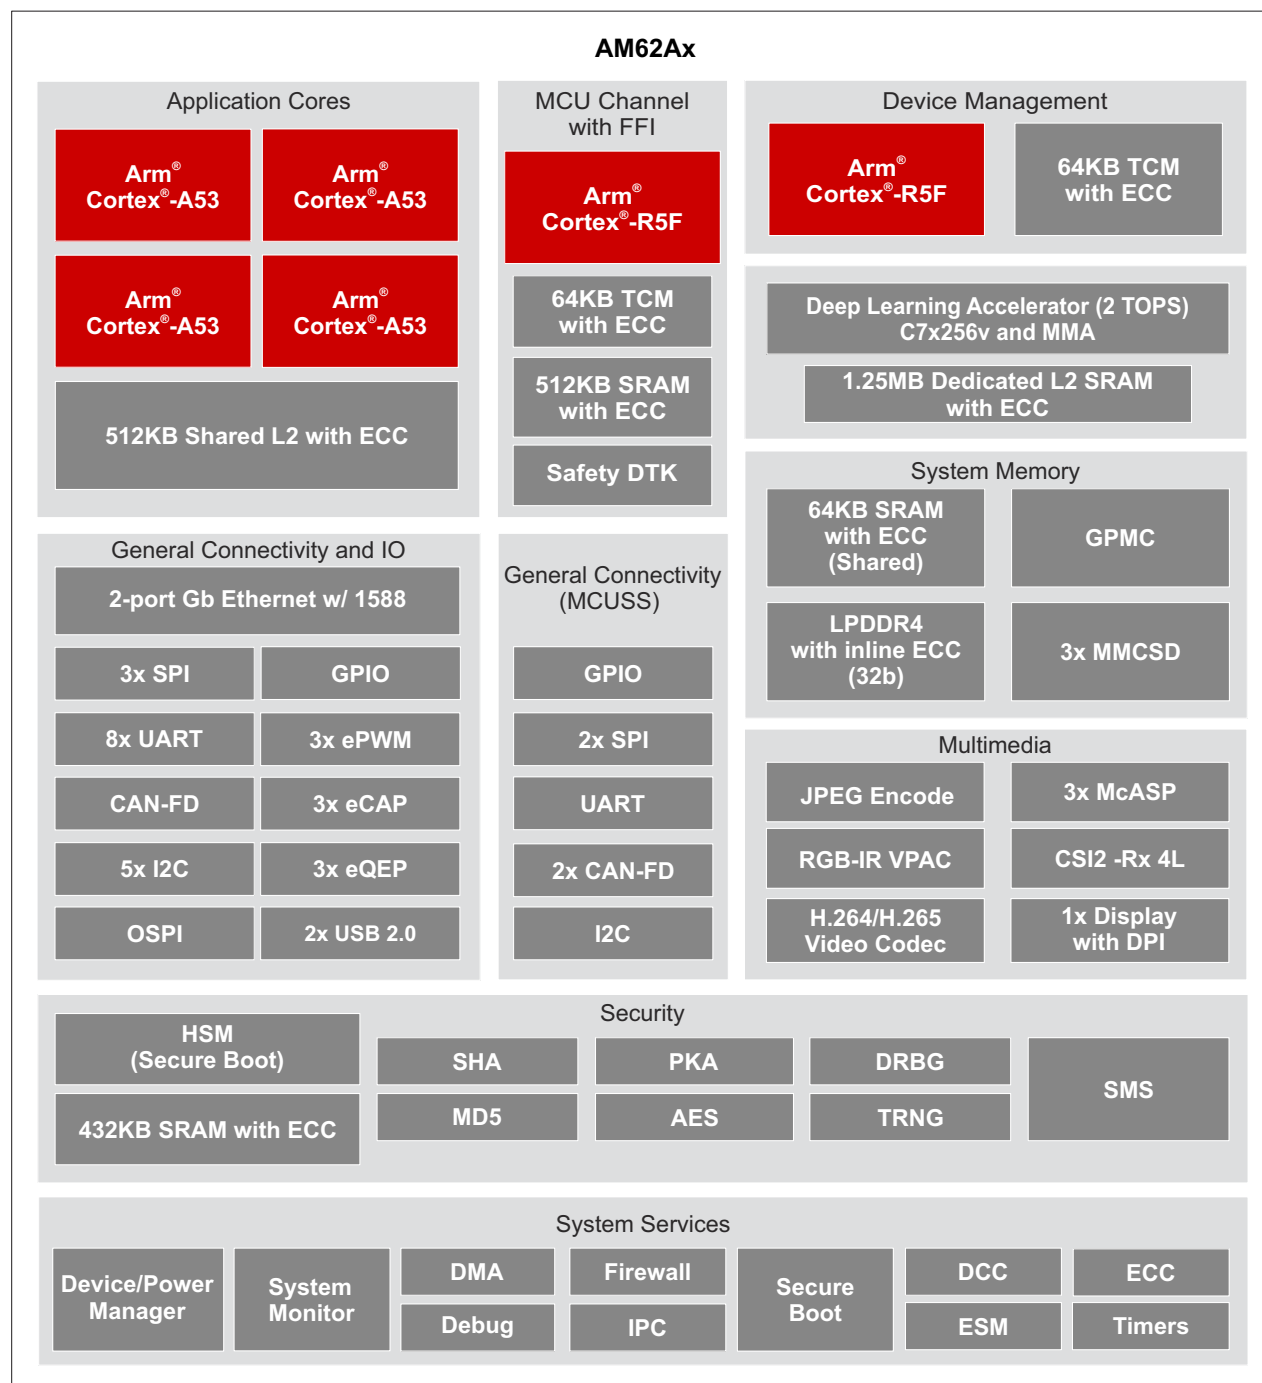 AM62Ax
Application Cores
Arm®
Cortex®-A53
Arm®
Cortex®-A53
Arm®
Cortex®-A53
Arm®
Cortex®-A53
512KB Shared L2 with ECC
MCU Channel
with FFI
Arm®
Cortex®-R5F
64KB TCM
with ECC
512KB SRAM
with ECC
Safety DTK
Device Management
Arm®
Cortex®-R5F
64KB TCM
with ECC
Deep Learning Accelerator (2 TOPS)
C7x256v and MMA
1.25MB Dedicated L2 SRAM
with ECC
System Memory
64KB SRAM
with ECC
(Shared)
GPMC
LPDDR4
with inline ECC
(32b)
3x MMCSD
General Connectivity and IO
2-port Gb Ethernet w/ 1588
3x SPI
GPIO
8x UART
3x ePWM
CAN-FD
3x eCAP
5x I2C
3x eQEP
OSPI
2x USB 2.0
General Connectivity
(MCUSS)
GPIO
2x SPI
UART
2x CAN-FD
I2C
Multimedia
JPEG Encode
3x McASP
RGB-IR VPAC
CSI2 -Rx 4L
H.264/H.265
Video Codec
1x Display
with DPI
Security
HSM
(Secure Boot)
432KB SRAM with ECC
SHA
PKA
DRBG
MD5
AES
TRNG
SMS
System Services
Device/Power
Manager
System
Monitor
DMA
Debug
Firewall
IPC
Secure
Boot
DCC
ESM
ECC
Timers